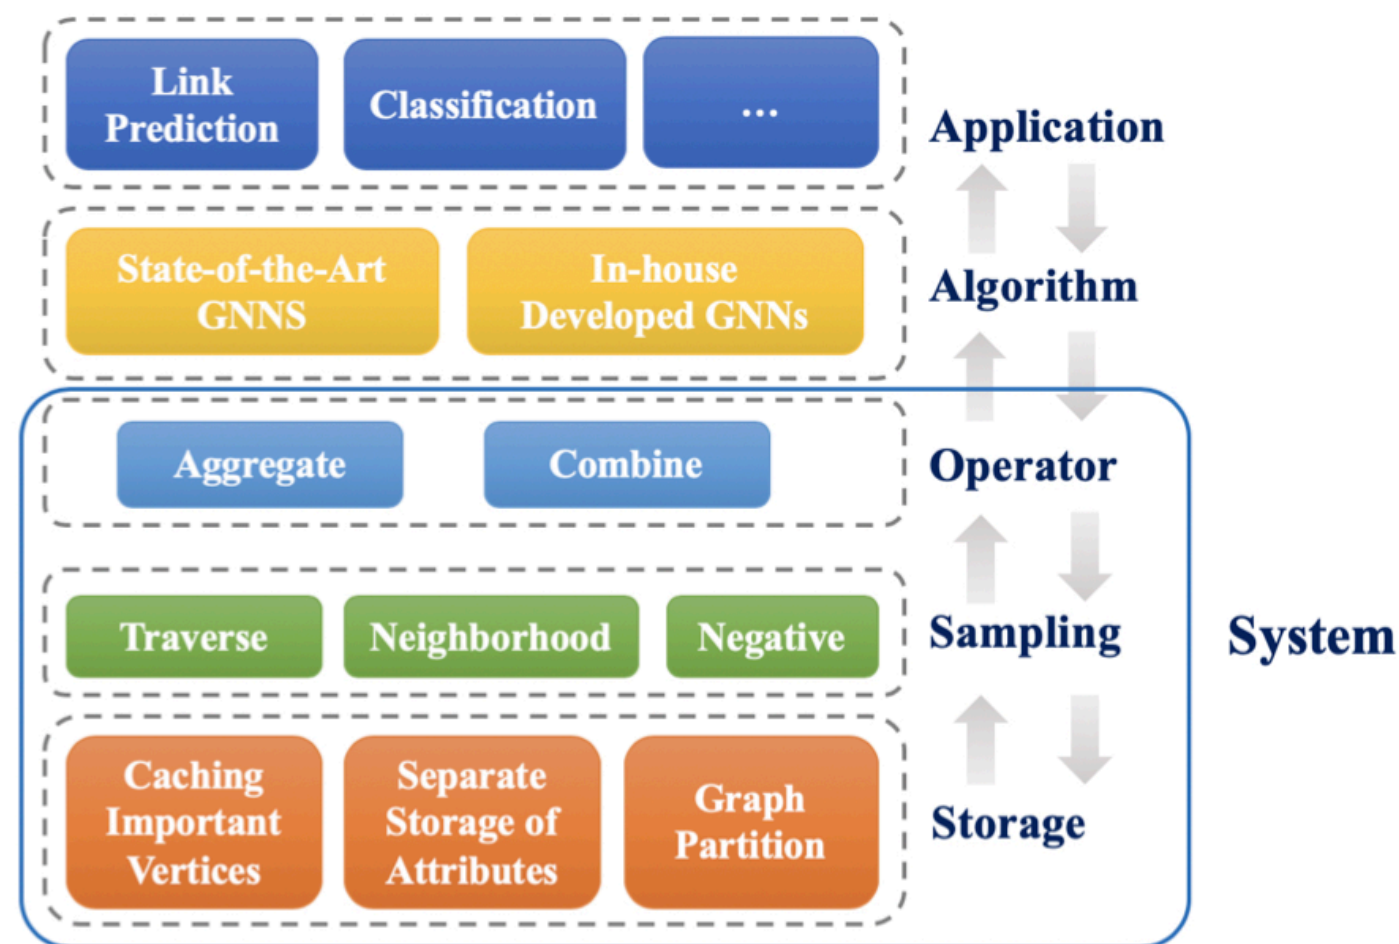 Link
Prediction
Classification
...
Application
State-of-the-Art
GNNS
In-house
Developed GNNs
Algorithm
Aggregate
Combine
Operator
Traverse
Neighborhood
Negative
Sampling
System
Caching
Important
Vertices
Separate
Storage of
Attributes
Graph
Partition
Storage